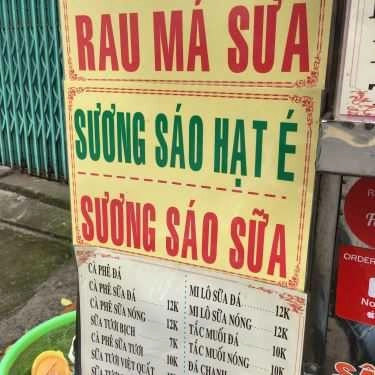 RAU MÁ SỮA
SƯƠNG SÁO HẠT É
SƯƠNG SÁO SỮA
CÀ PHÊ ĐÁ
CÀ PHÊ SỮA ĐÁ 12K
CÀ PHÊ SỮA NÓNG 12K
SỮA TƯƠI BỊCH 7K
CÀ PHÊ SỮA TƯƠI 10K
SỮA TƯƠI VIỆT QUẤT
MI LÔ SỮA ĐÁ 12K
MI LÔ SỮA NÓNG 12K
TẮC MUỐI ĐÁ 10K
TẮC MUỐI NÓNG 10K
ĐÁ CHANH
ORDER
No